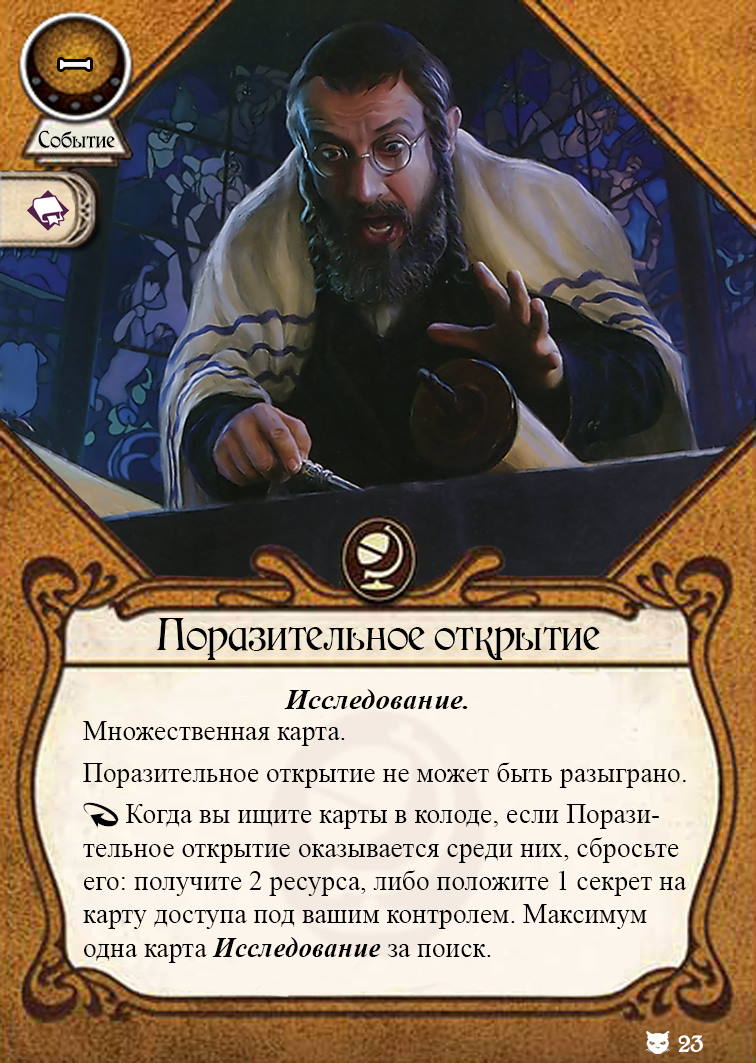 Событие
Поразительное открытие
Исследование.
Множественная карта.
Поразительное открытие не может быть разыграно.
Когда вы ищите карты в колоде, если Порази-
тельное открытие оказывается среди них, сбросьте
его: получите 2 ресурса, либо положите 1 секрет на
карту доступа под вашим контролем. Максимум
одна карта Исследование за поиск.
23